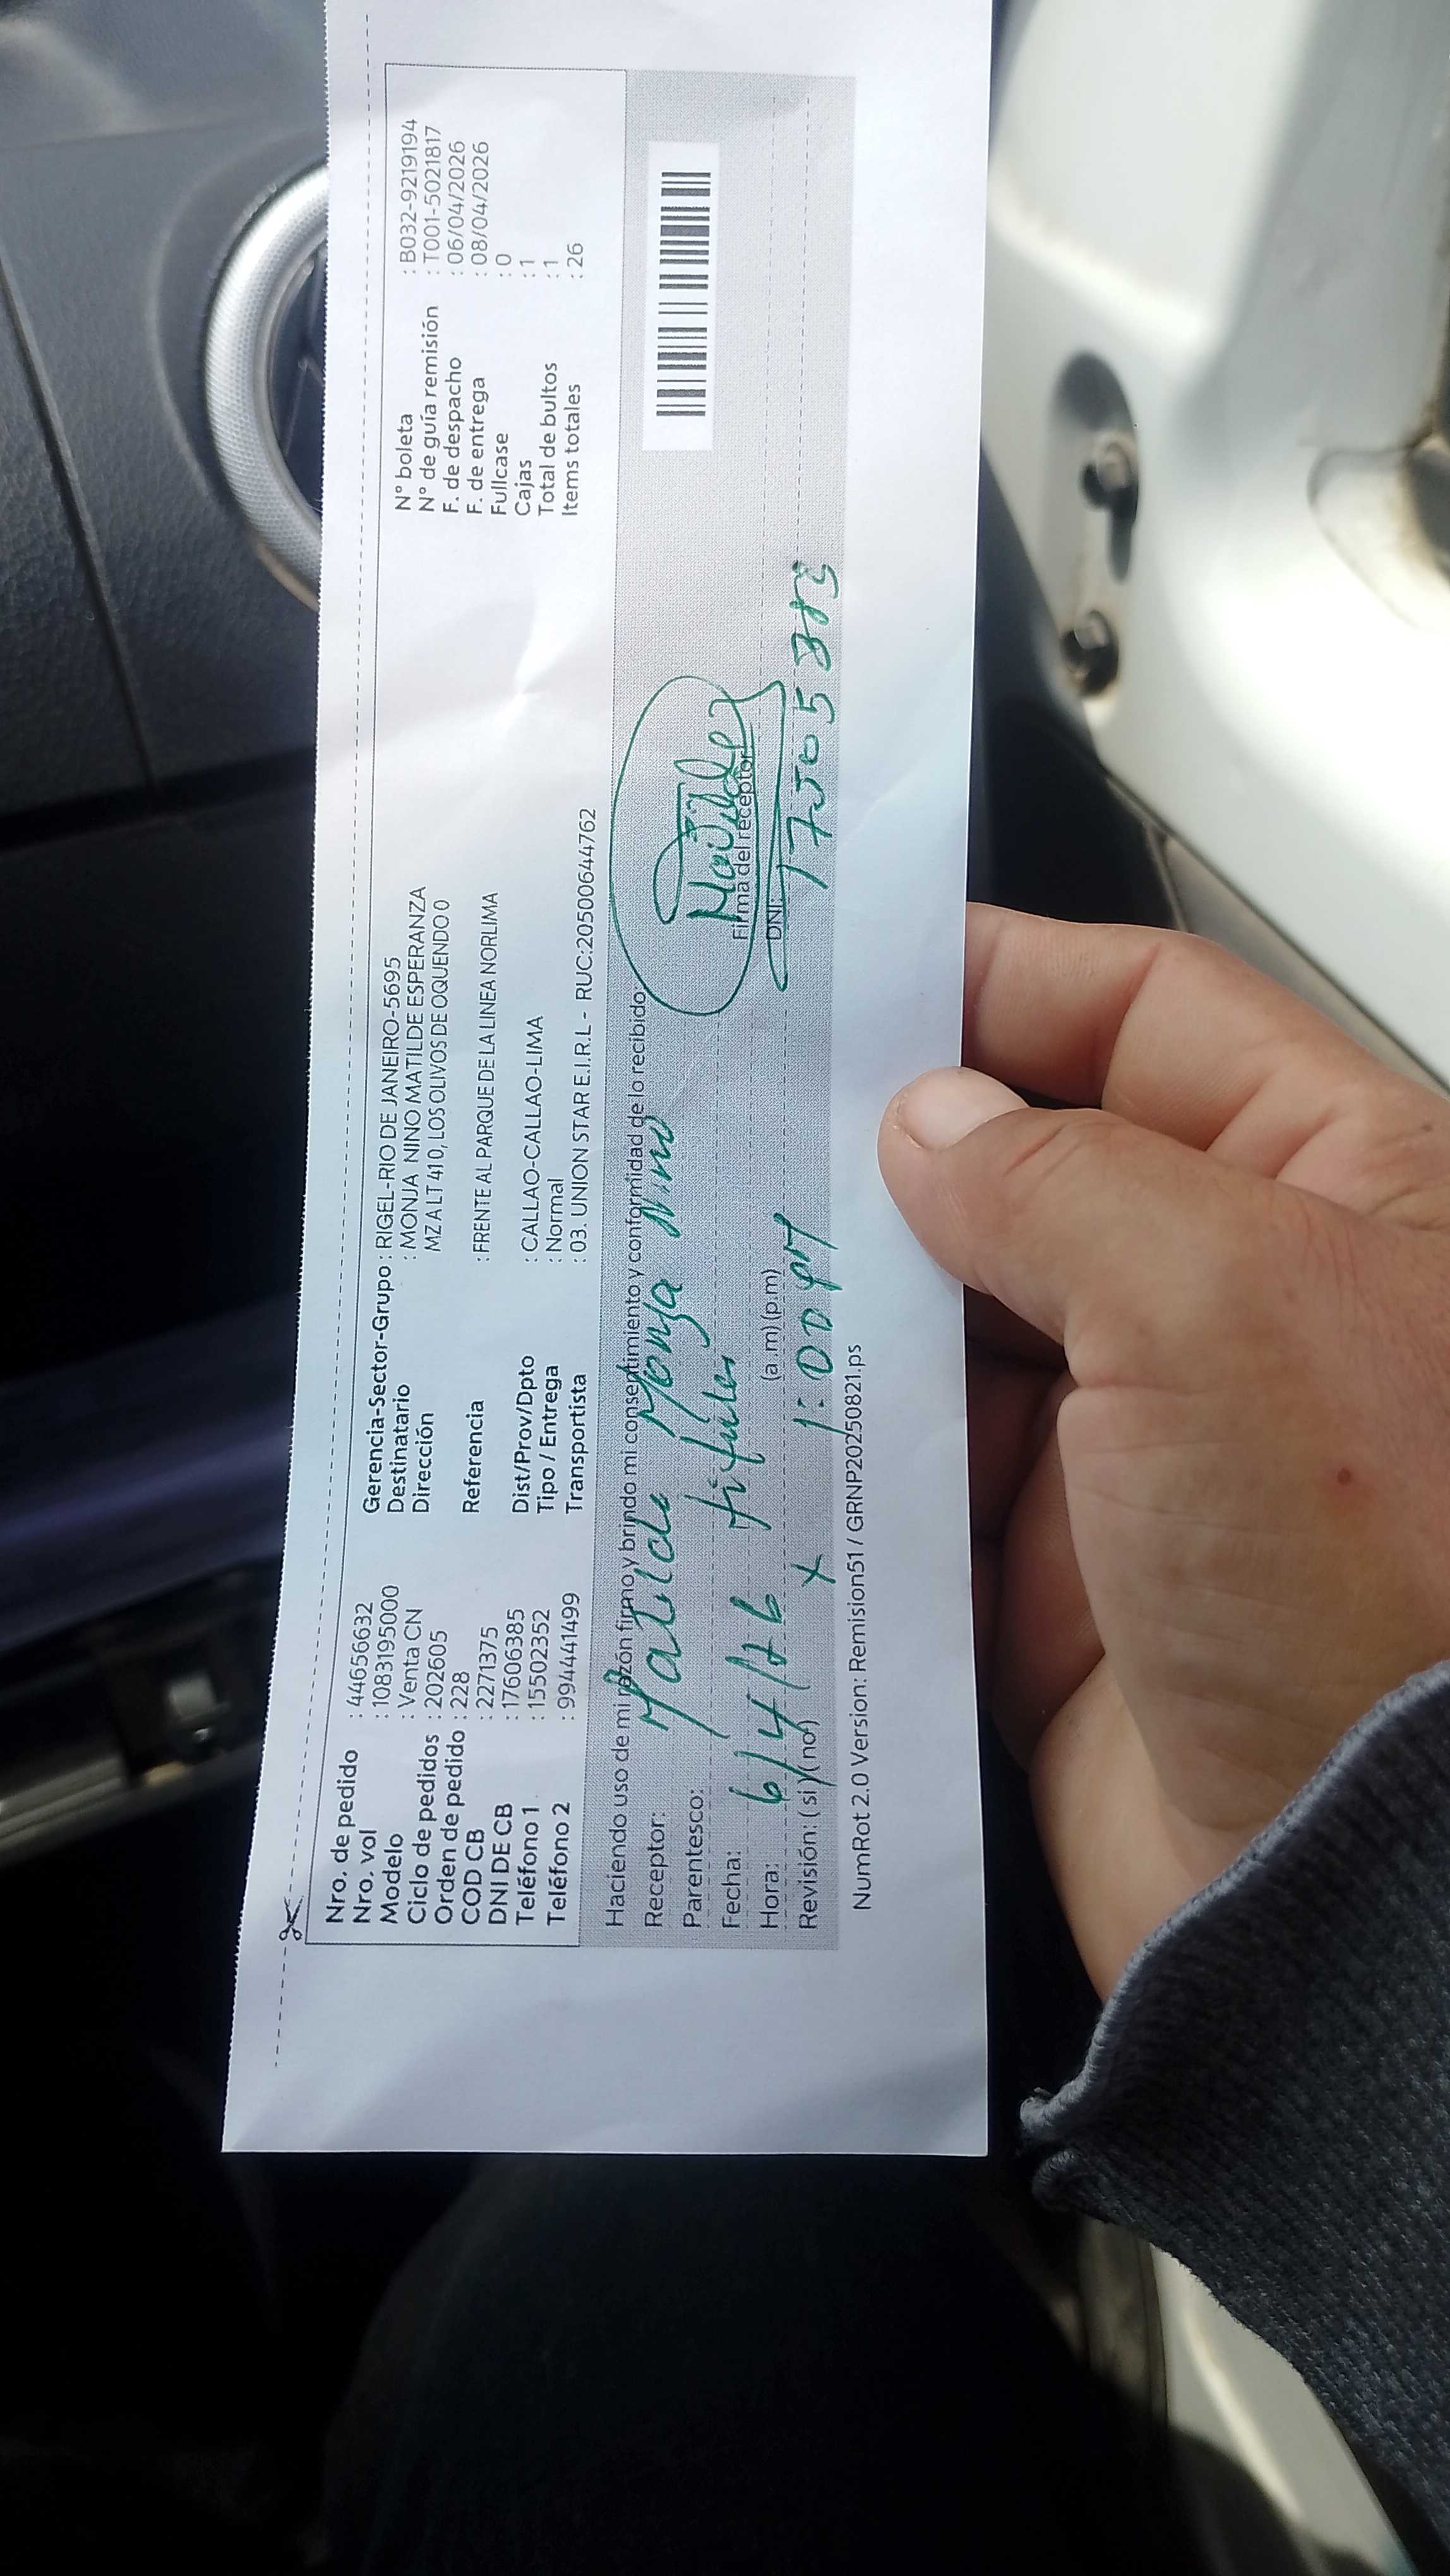 Nro. de pedido : 44656632
Nro. vol : 1083195000
Modelo : Venta CN
Ciclo de pedidos : 202605
Orden de pedido : 228
COD CB : 2271375
DNI DE CB : 17606385
Teléfono 1 : 15502352
Teléfono 2 : 994441499
Gerencia-Sector-Grupo : RIGEL-RIO DE JANEIRO-5695
Destinatario : MONJA NINO MATILDE ESPERANZA
Dirección MZ A LT 410, LOS OLIVOS DE OQUENDO 0
Referencia : FRENTE AL PARQUE DE LA LINEA NORLIMA
Dist/Prov/Dpto : CALLAO-CALLAO-LIMA
Tipo / Entrega : Normal
Transportista : 03. UNION STAR E.I.R.L - RUC:20500644762
N° boleta : B032-9219194
N° de guía remisión : T001-5021817
F. de despacho : 06/04/2026
F. de entrega : 08/04/2026
Fullcase : 0
Cajas : 1
Total de bultos : 1
Items totales : 26
Haciendo uso de mi razón firmo y brindo mi consentimiento y conformidad de lo recibido:
Receptor: Matilde Monja Nino
Parentesco: titular
Fecha: 6/4/26
Hora: (a.m) (p.m) 1:00 pm
Revisión: ( si ) ( no ) x
Matilde
Firma del receptor
DNI:
NumRot 2.0 Version: Remision51 / GRNP20250821.ps